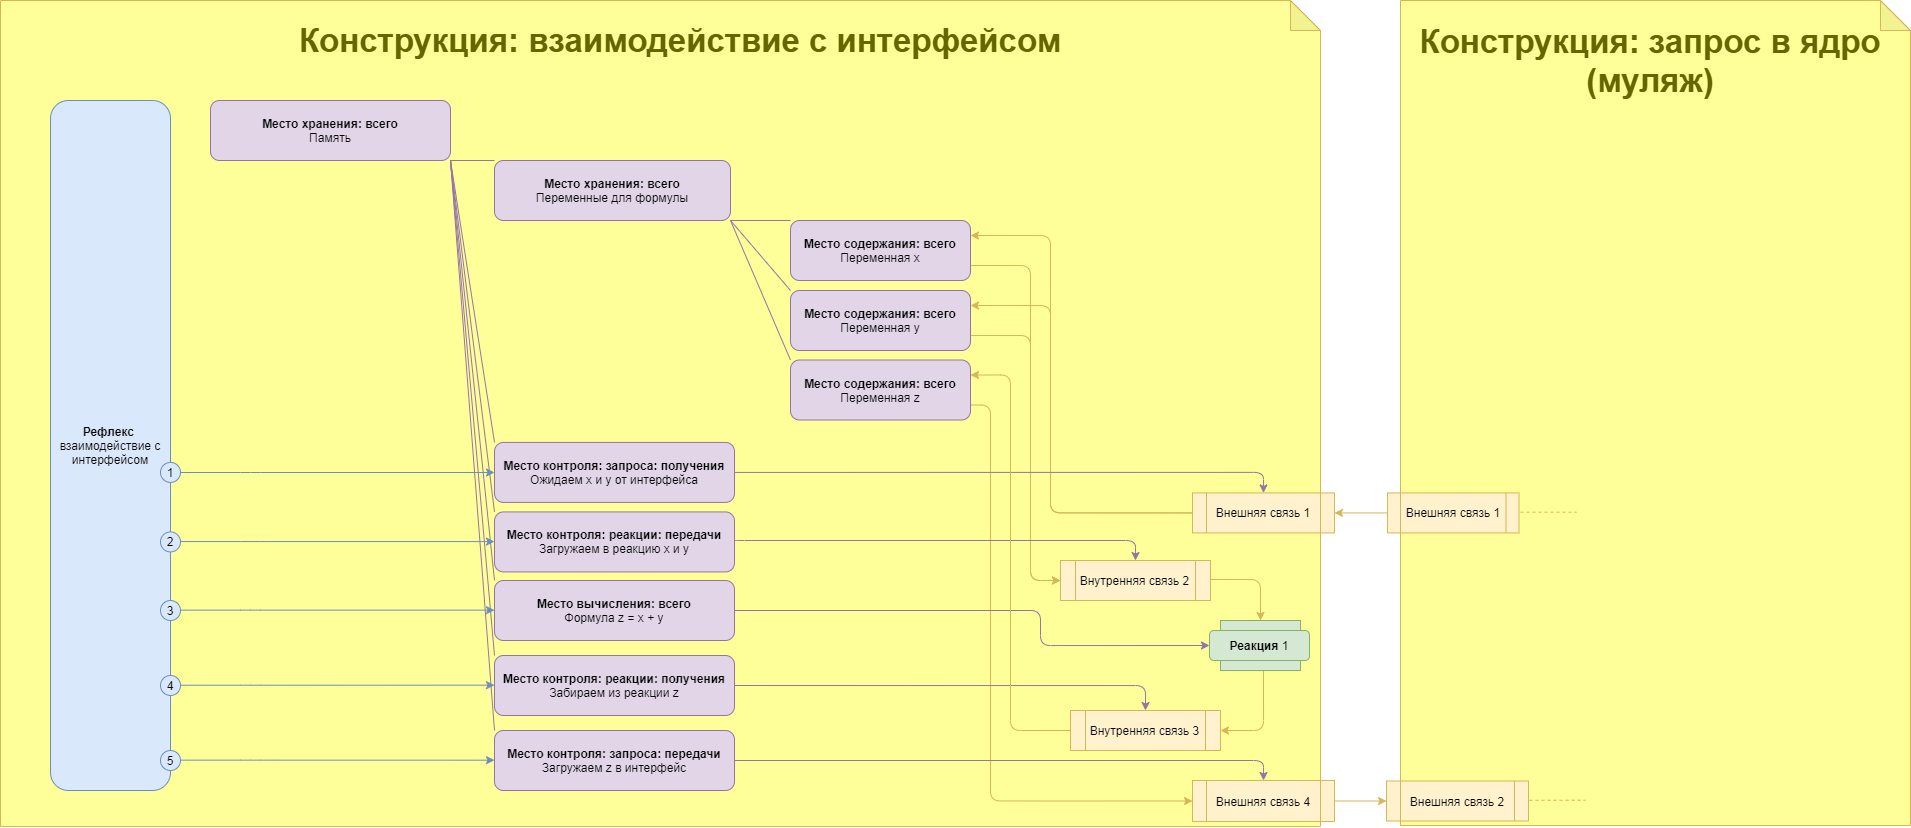 Конструкция: взаимодействие с интерфейсом
Конструкция: запрос в ядро
(муляж)
Место хранения: всего
Память
Место хранения: всего
Переменные для формулы
Место содержания: всего
Переменная x
Место содержания: всего
Переменная y
Место содержания: всего
Переменная z
Рефлекс
взаимодействие с
интерфейсом
1
Место контроля: запроса: получения
Ожидаем x и y от интерфейса
Внешняя связь 1
Внешняя связь 1
2
Место контроля: реакции: передачи
Загружаем в реакцию x и y
Внутренняя связь 2
3
Место вычисления: всего
Формула z = x + y
Реакция 1
4
Место контроля: реакции: получения
Забираем из реакции z
Внутренняя связь 3
5
Место контроля: запроса: передачи
Загружаем z в интерфейс
Внешняя связь 4
Внешняя связь 2